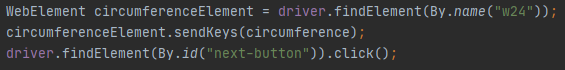 WebElement circumferenceElement = driver.findElement(By.name("w24"));
circumferenceElement.sendKeys(circumference);
driver.findElement(By.id("next-button")).click();